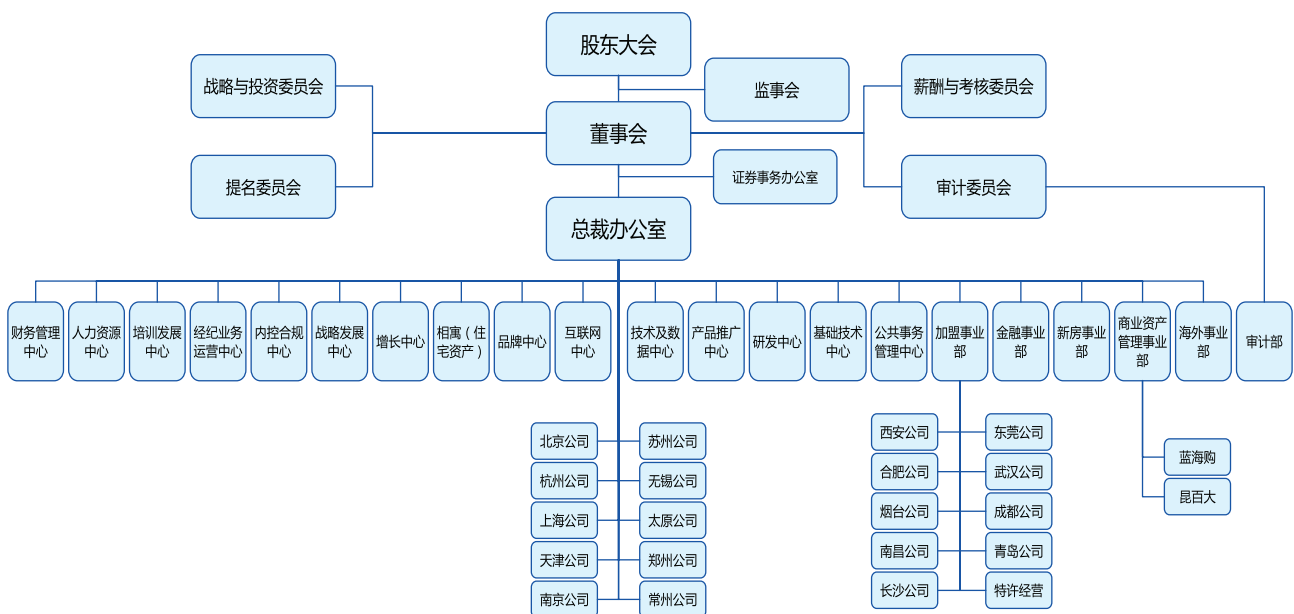 股东大会
战略与投资委员会
监事会
薪酬与考核委员会
董事会
提名委员会
证券事务办公室
审计委员会
总裁办公室
财务管理
中心
人力资源
中心
培训发展
中心
经纪业务
运营中心
内控合规
中心
战略发展
中心
增长中心
相寓（住
宅资产）
品牌中心
互联网
中心
技术及数
据中心
产品推广
中心
研发中心
基础技术
中心
公共事务
管理中心
加盟事业
部
金融事业
部
新房事业
部
商业资产
管理事业
部
海外事业
部
审计部
北京公司
苏州公司
杭州公司
无锡公司
上海公司
太原公司
天津公司
郑州公司
南京公司
常州公司
西安公司
东莞公司
合肥公司
武汉公司
烟台公司
成都公司
南昌公司
青岛公司
长沙公司
特许经营
蓝海购
昆百大